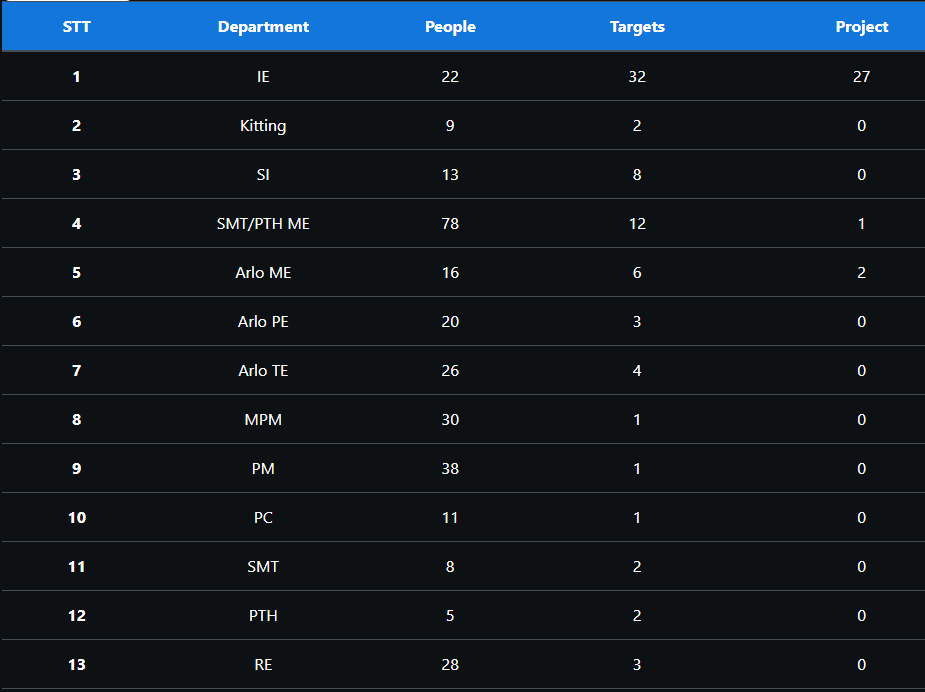 STT Department People Targets Project
1 IE 22 32 27
2 Kitting 9 2 0
3 SI 13 8 0
4 SMT/PTH ME 78 12 1
5 Arlo ME 16 6 2
6 Arlo PE 20 3 0
7 Arlo TE 26 4 0
8 MPM 30 1 0
9 PM 38 1 0
10 PC 11 1 0
11 SMT 8 2 0
12 PTH 5 2 0
13 RE 28 3 0